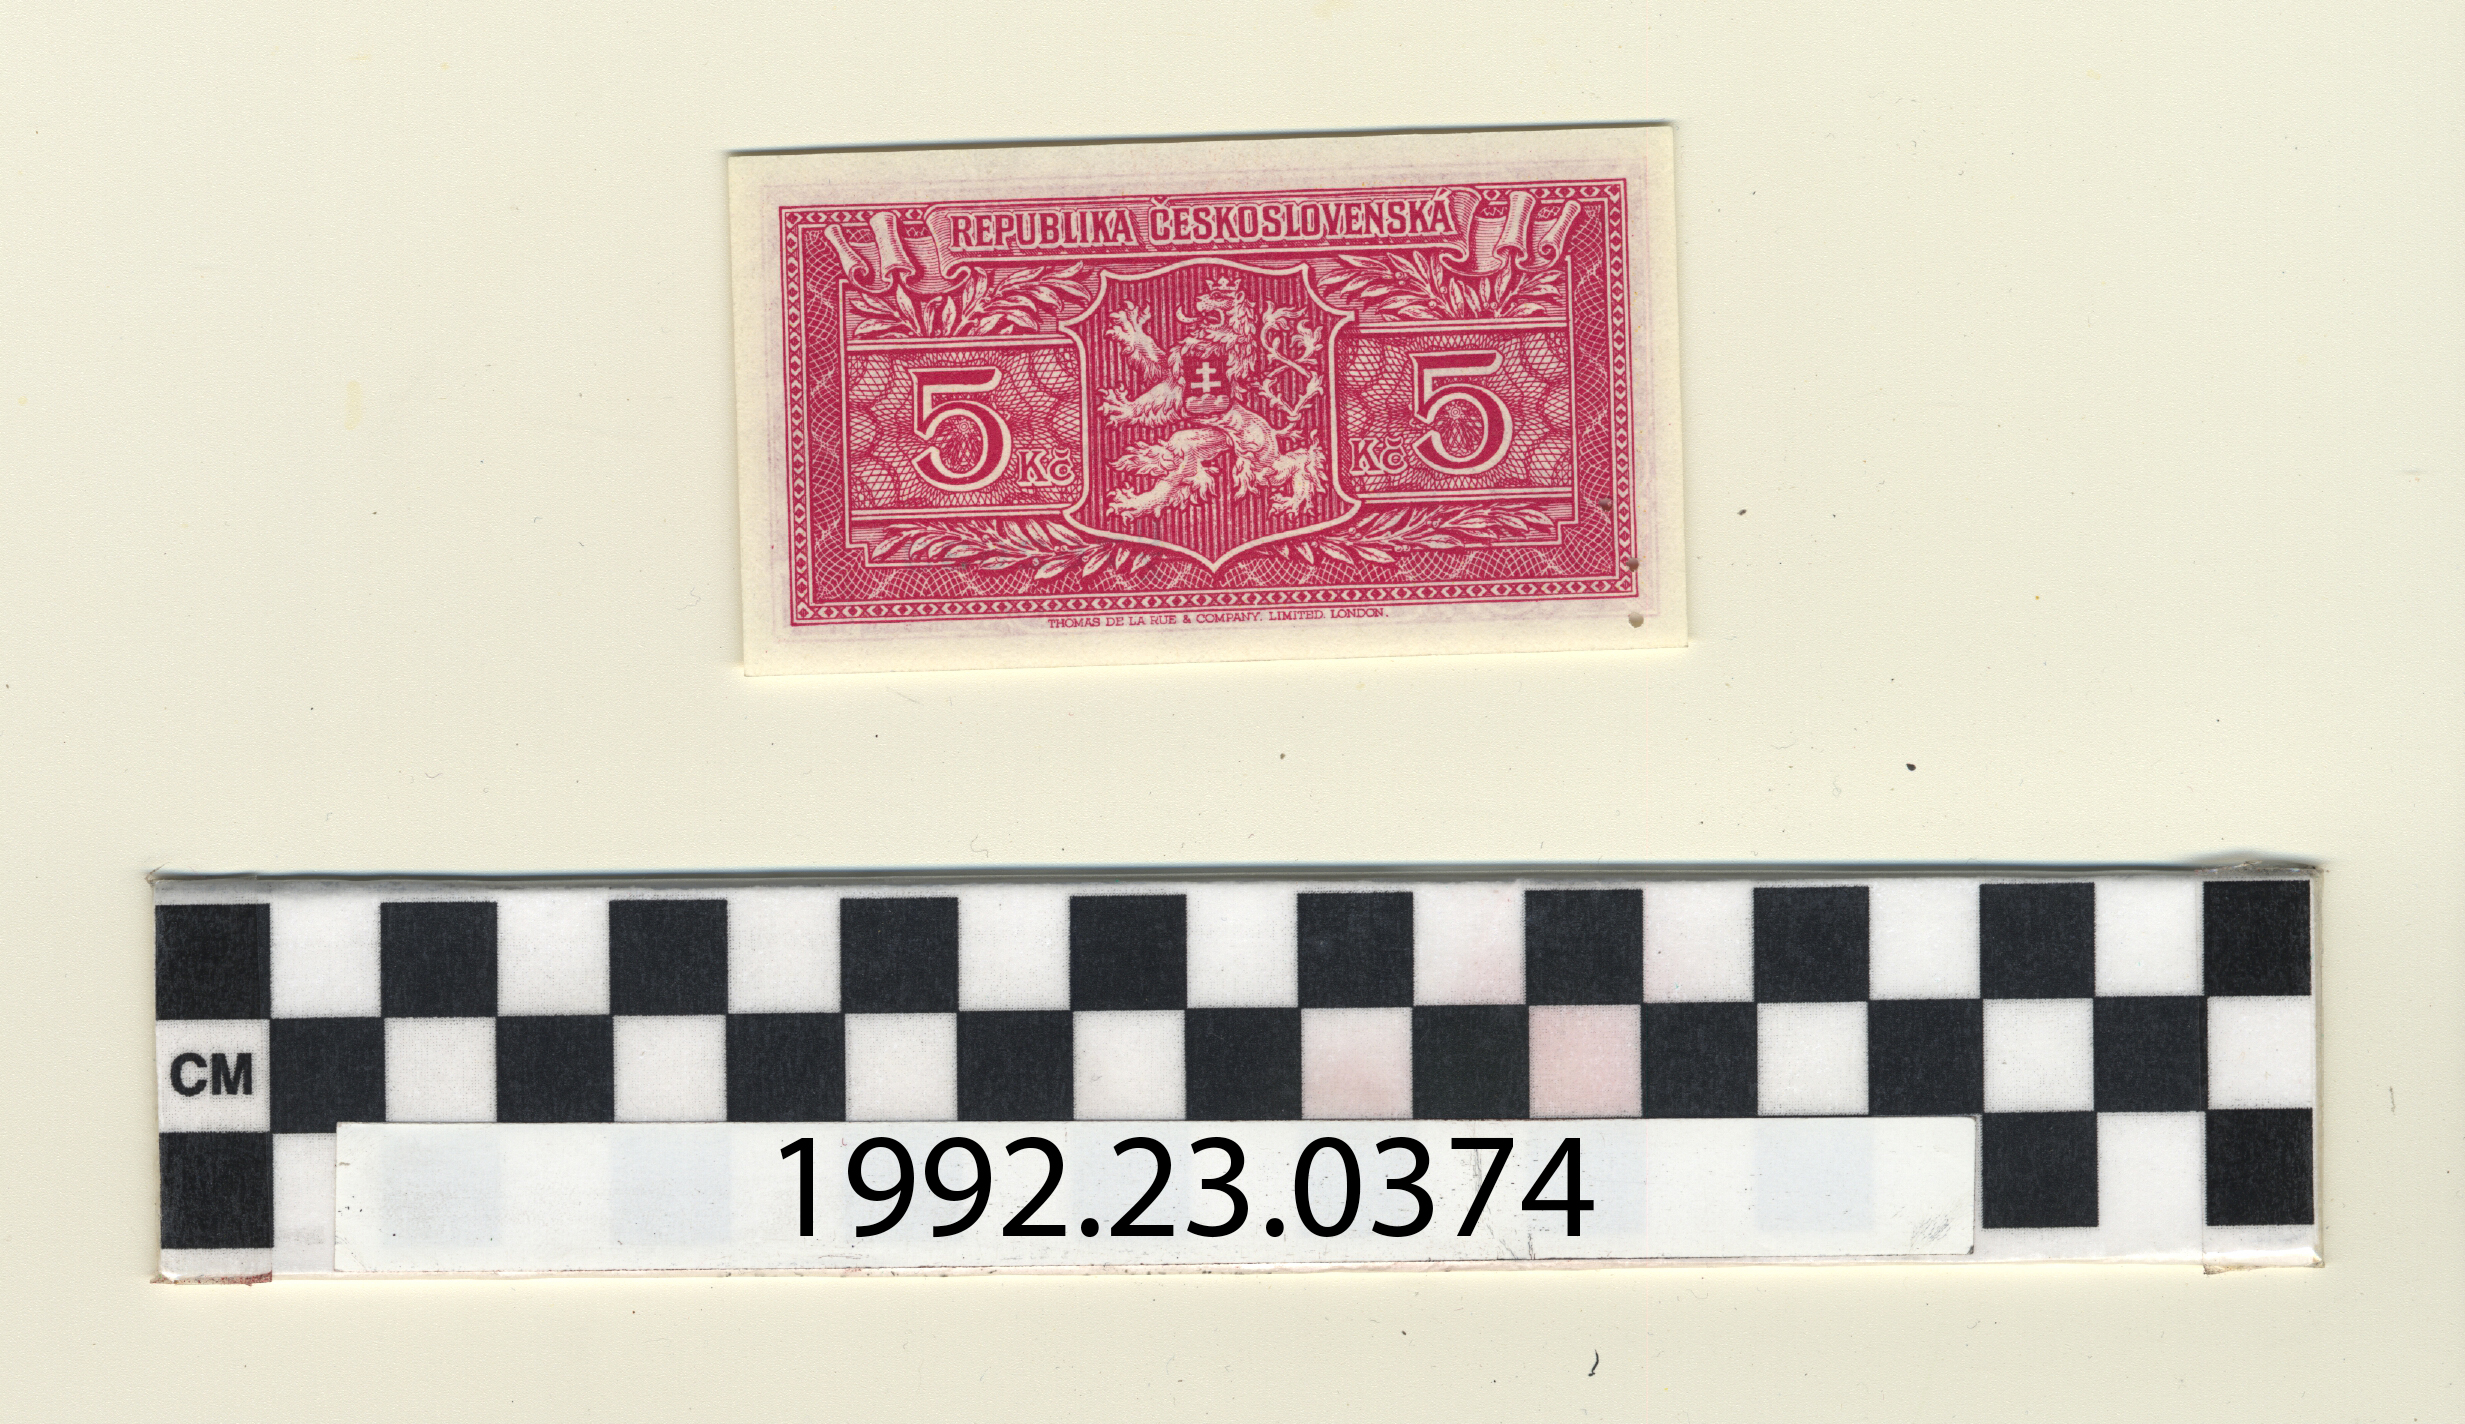 REPUBLIKA ČESKOSLOVENSKÁ
5 Kč
Kč 5
THOMAS DE LA RUE & COMPANY, LIMITED, LONDON.
CM
1992.23.0374